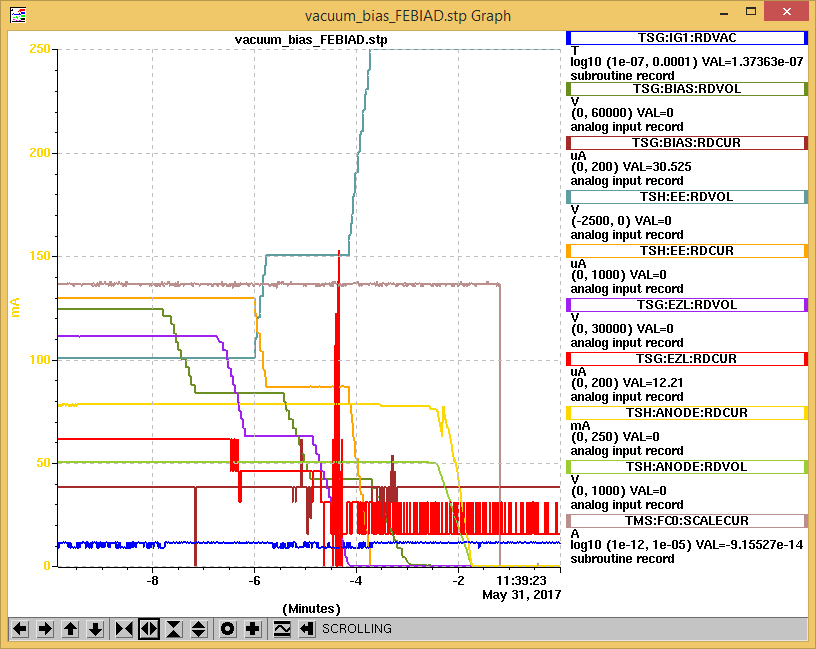 vacuum_bias_FEBIAD.stp Graph
vacuum_bias_FEBIAD.stp
250
200
150
100
50
0
mA
-8
-6
-4
-2
11:39:23
May 31, 2017
(Minutes)
TSG:IG1:RDVAC
T
log10 (1e-07, 0.0001) VAL=1.37363e-07
subroutine record
TSG:BIAS:RDVOL
V
(0, 60000) VAL=0
analog input record
TSG:BIAS:RDCUR
uA
(0, 200) VAL=30.525
analog input record
TSH:EE:RDVOL
V
(-2500, 0) VAL=0
analog input record
TSH:EE:RDCUR
uA
(0, 1000) VAL=0
analog input record
TSG:EZL:RDVOL
V
(0, 30000) VAL=0
analog input record
TSG:EZL:RDCUR
uA
(0, 200) VAL=12.21
analog input record
TSH:ANODE:RDCUR
mA
(0, 250) VAL=0
analog input record
TSH:ANODE:RDVOL
V
(0, 1000) VAL=0
analog input record
TMS:FC0:SCALECUR
A
log10 (1e-12, 1e-05) VAL=-9.15527e-14
subroutine record
SCROLLING